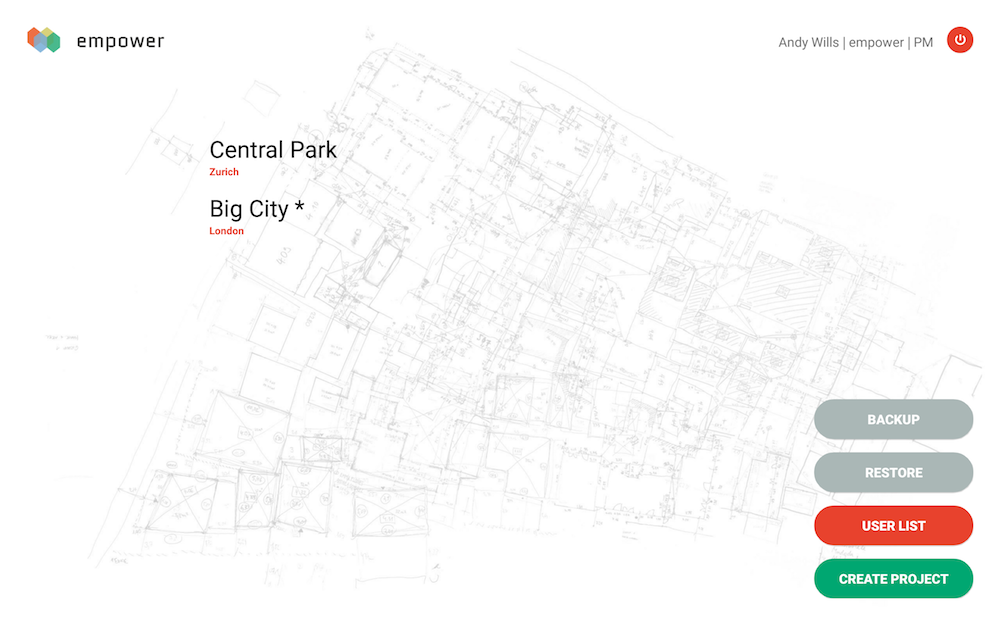 empower
Andy Wills | empower | PM
Central Park
Zurich
Big City *
London
BACKUP
RESTORE
USER LIST
CREATE PROJECT